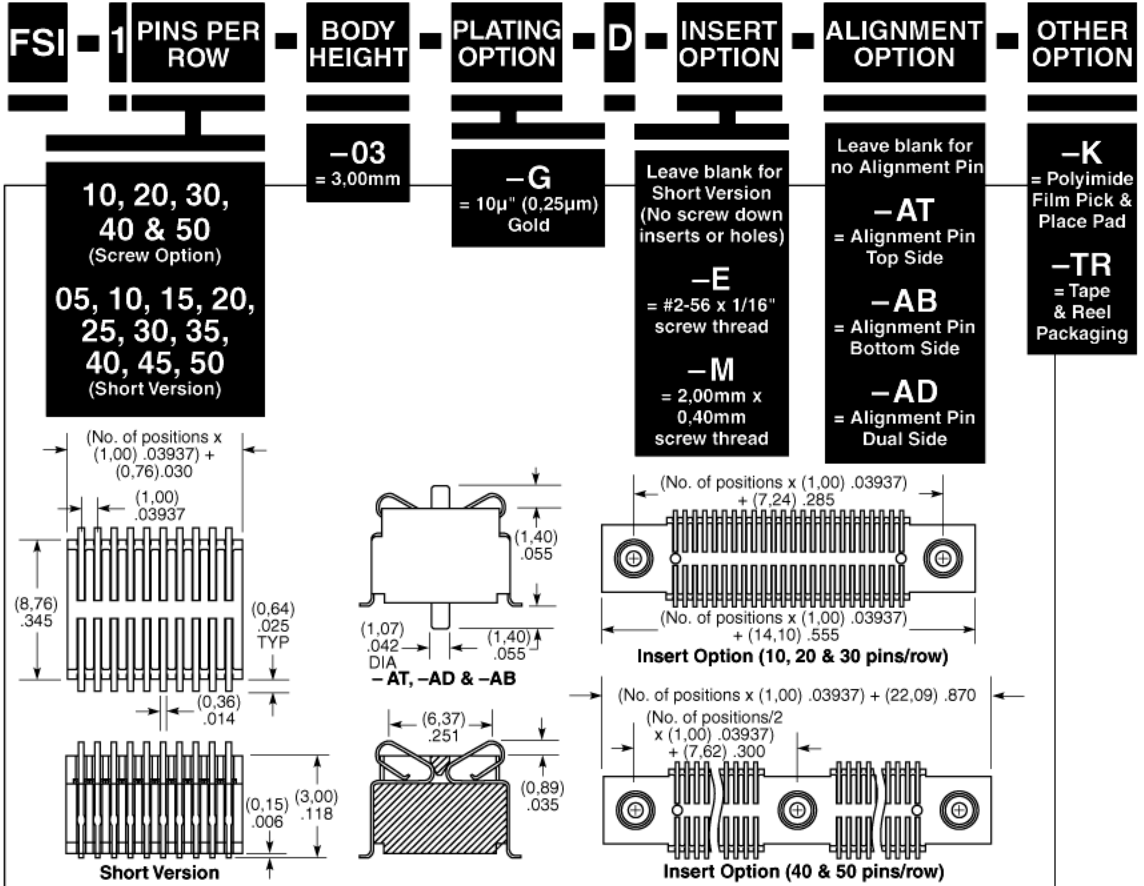 FSI - 1 PINS PER ROW - BODY HEIGHT - PLATING OPTION - D - INSERT OPTION - ALIGNMENT OPTION - OTHER OPTION
10, 20, 30,
40 & 50
(Screw Option)
05, 10, 15, 20,
25, 30, 35,
40, 45, 50
(Short Version)
–03
= 3,00mm
–G
= 10µ" (0,25µm)
Gold
Leave blank for
Short Version
(No screw down
inserts or holes)
–E
= #2-56 x 1/16"
screw thread
–M
= 2,00mm x
0,40mm
screw thread
Leave blank for
no Alignment Pin
–AT
= Alignment Pin
Top Side
–AB
= Alignment Pin
Bottom Side
–AD
= Alignment Pin
Dual Side
–K
= Polyimide
Film Pick &
Place Pad
–TR
= Tape
& Reel
Packaging
(No. of positions x
(1,00) .03937) +
(0,76).030
(1,00)
.03937
(8,76)
.345
(0,64)
.025
TYP
(0,36)
.014
(0,15)
.006
(3,00)
.118
Short Version
(1,40)
.055
(1,07)
.042
DIA
(1,40)
.055
–AT, –AD & –AB
(6,37)
.251
(0,89)
.035
(No. of positions x (1,00) .03937)
+ (7,24) .285
(No. of positions x (1,00) .03937)
+ (14,10) .555
Insert Option (10, 20 & 30 pins/row)
(No. of positions x (1,00) .03937) + (22,09) .870
(No. of positions/2
x (1,00) .03937)
+ (7,62) .300
Insert Option (40 & 50 pins/row)